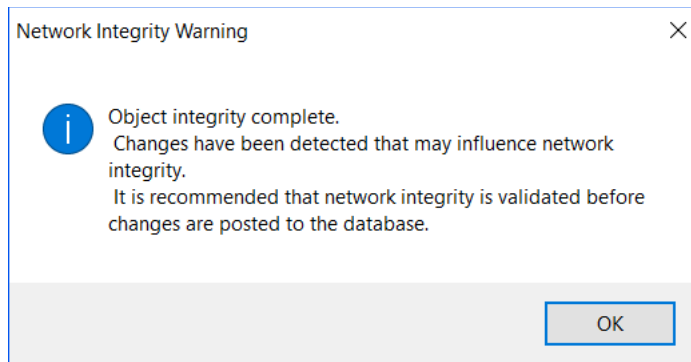 Network Integrity Warning
Object integrity complete.
Changes have been detected that may influence network
integrity.
It is recommended that network integrity is validated before
changes are posted to the database.
OK